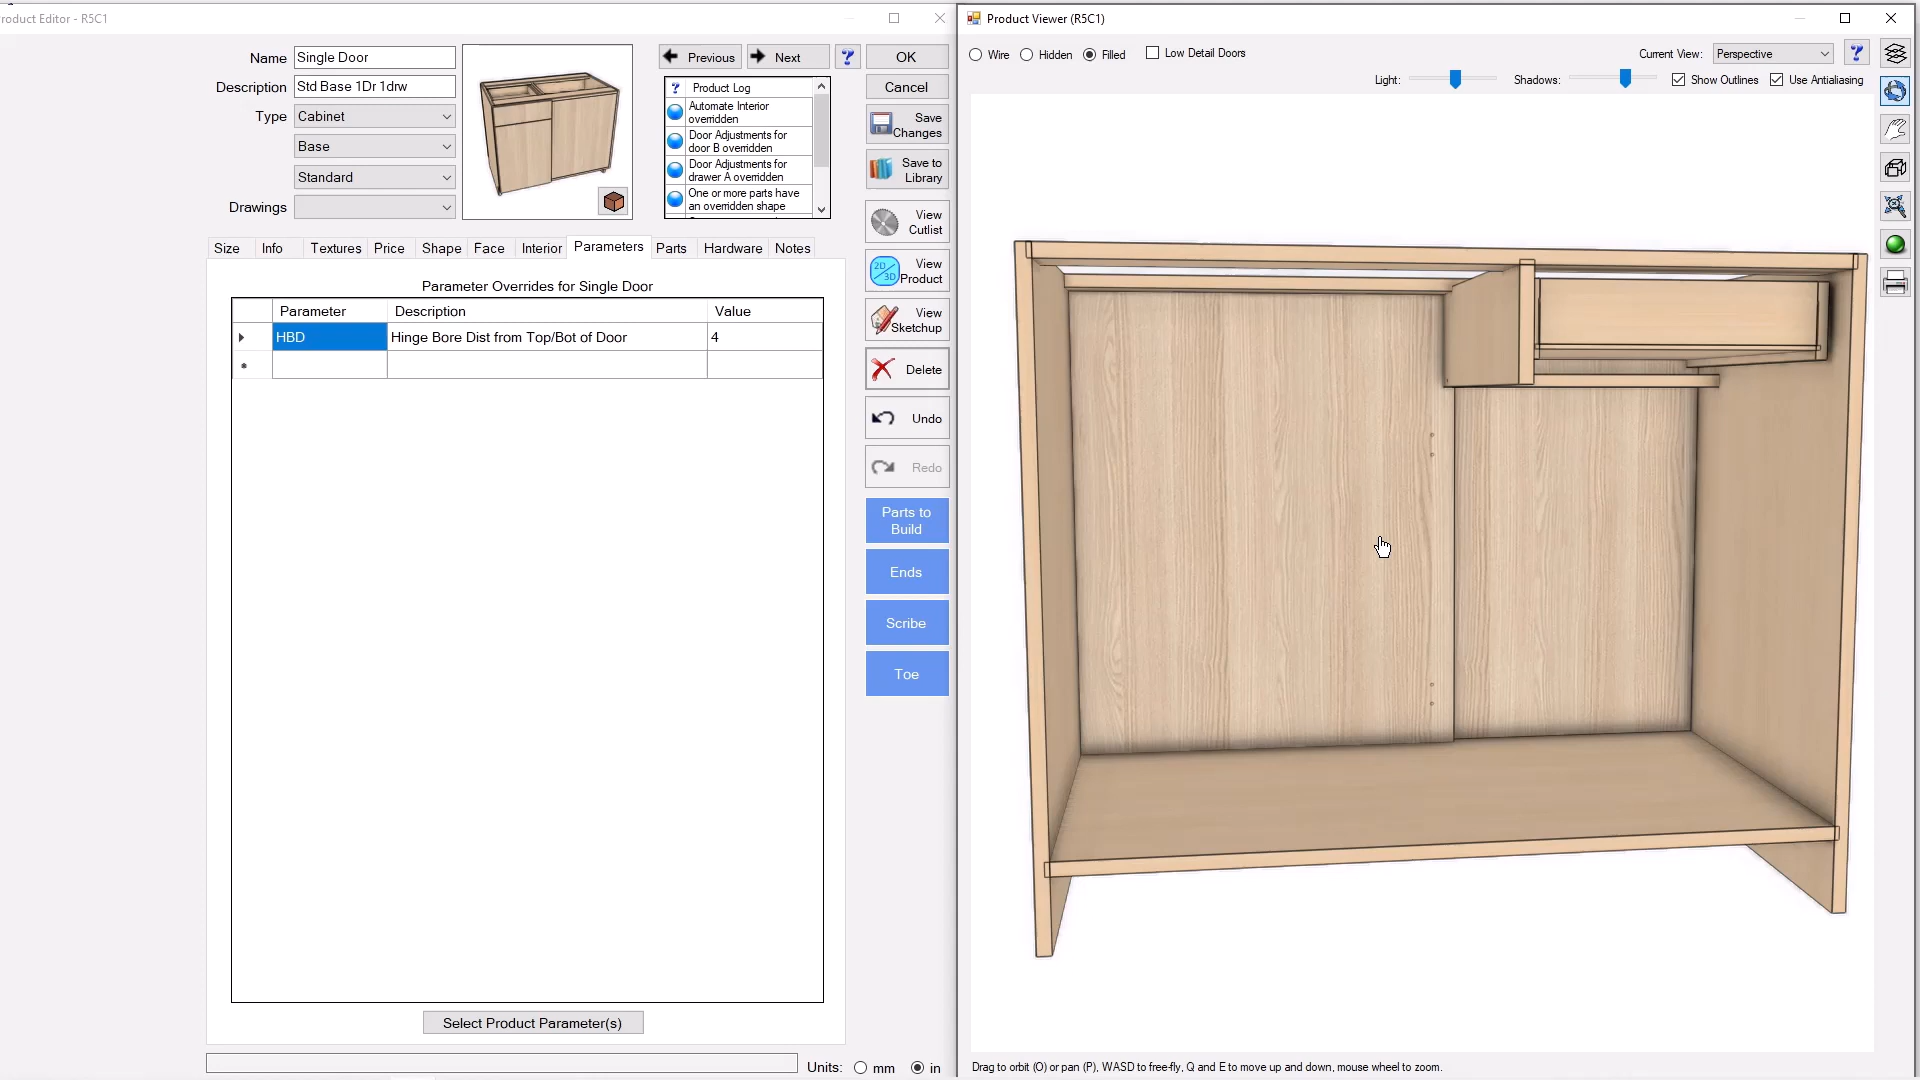 roduct Editor - R5C1
Name Single Door
Description Std Base 1Dr 1drw
Type Cabinet
Base
Standard
Drawings
Previous
Next
?
? Product Log
Automate Interior
overridden
Door Adjustments for
door B overridden
Door Adjustments for
drawer A overridden
One or more parts have
an overridden shape
OK
Cancel
Save
Changes
Save to
Library
View
Cutlist
2D
3D
View
Product
View
Sketchup
Delete
Undo
Redo
Parts to
Build
Ends
Scribe
Toe
Size Info Textures Price Shape Face Interior Parameters Parts Hardware Notes
Parameter Overrides for Single Door
Parameter Description Value
HBD Hinge Bore Dist from Top/Bot of Door 4
Select Product Parameter(s)
Units: mm in
Product Viewer (R5C1)
Wire Hidden Filled Low Detail Doors
Current View: Perspective ?
Light: Shadows: Show Outlines Use Antialiasing
Drag to orbit (O) or pan (P), WASD to free-fly, Q and E to move up and down, mouse wheel to zoom.